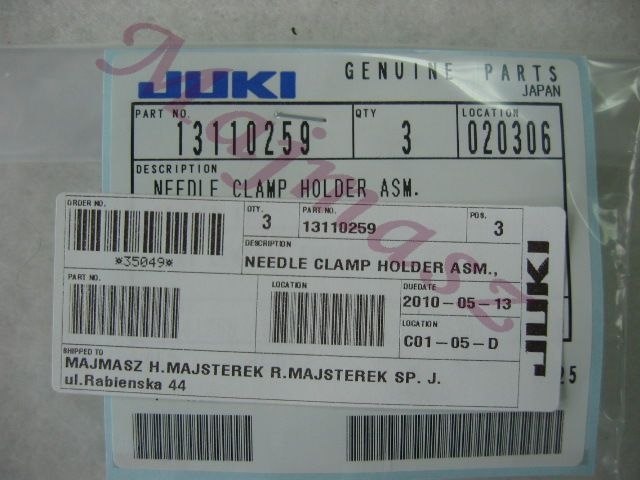 JUKI GENUINE PARTS
JAPAN
PART NO. QTY LOCATION
13110259 3 020306
DESCRIPTION
NEEDLE CLAMP HOLDER ASM.
ORDER NO. QTY. PART NO. POS.
3 13110259 3
*35049*
DESCRIPTION
NEEDLE CLAMP HOLDER ASM.,
PART NO. LOCATION DUEDATE
2010-05-13
LOCATION
C01-05-D
JUKI
SHIPPED TO
MAJMASZ H.MAJSTEREK R.MAJSTEREK SP. J.
ul.Rabienska 44
25
Majmasz